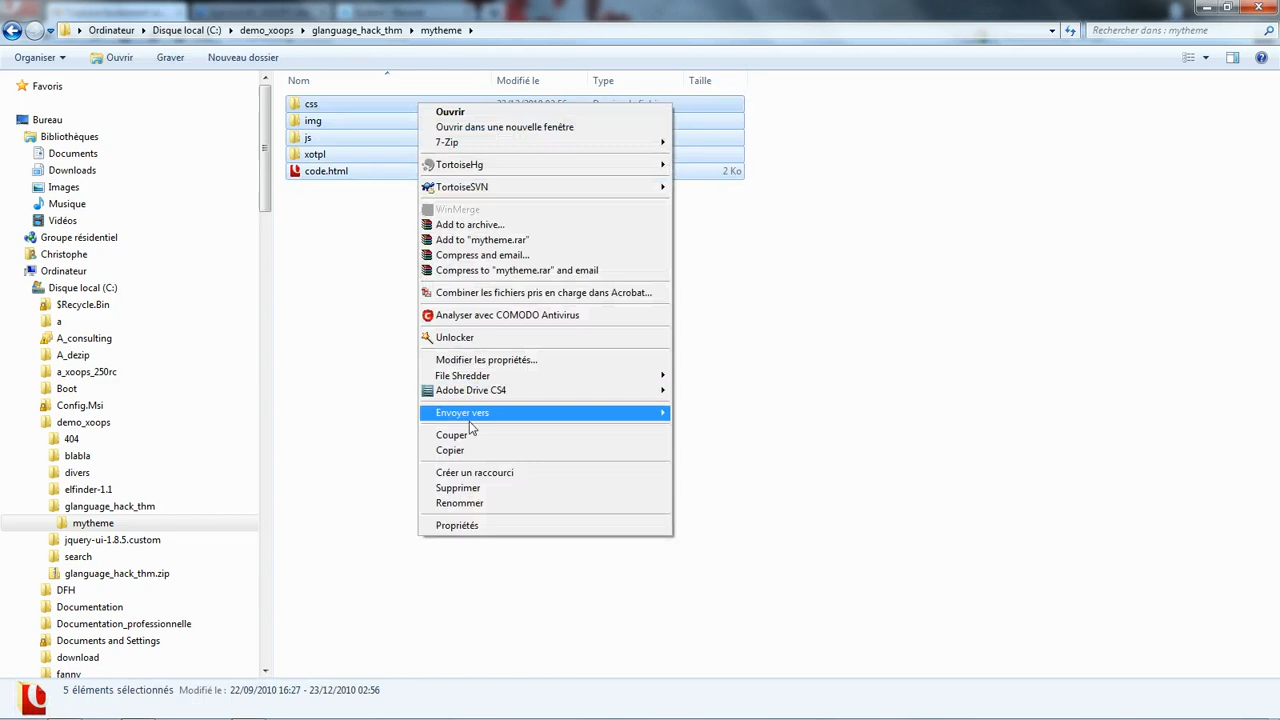 Ordinateur
Disque local (C:)
demo_xoops
glanguage_hack_thm
mytheme
Rechercher dans : mytheme
Organiser
Ouvrir
Graver
Nouveau dossier
Favoris
Bureau
Bibliothèques
Documents
Downloads
Images
Musique
Vidéos
Groupe résidentiel
Christophe
Ordinateur
Disque local (C:)
$Recycle.Bin
a
A_consulting
A_dezip
a_xoops_250rc
Boot
Config.Msi
demo_xoops
404
blabla
divers
elfinder-1.1
glanguage_hack_thm
mytheme
jquery-ui-1.8.5.custom
search
glanguage_hack_thm.zip
DFH
Documentation
Documentation_professionnelle
Documents and Settings
download
fanny
Nom
Modifié le
Type
Taille
css
img
js
xotpl
code.html
2 Ko
Ouvrir
Ouvrir dans une nouvelle fenêtre
7-Zip
TortoiseHg
TortoiseSVN
WinMerge
Add to archive...
Add to "mytheme.rar"
Compress and email...
Compress to "mytheme.rar" and email
Combiner les fichiers pris en charge dans Acrobat...
Analyser avec COMODO Antivirus
Unlocker
Modifier les propriétés...
File Shredder
Adobe Drive CS4
Envoyer vers
Couper
Copier
Créer un raccourci
Supprimer
Renommer
Propriétés
5 éléments sélectionnés
Modifié le : 22/09/2010 16:27 - 23/12/2010 02:56